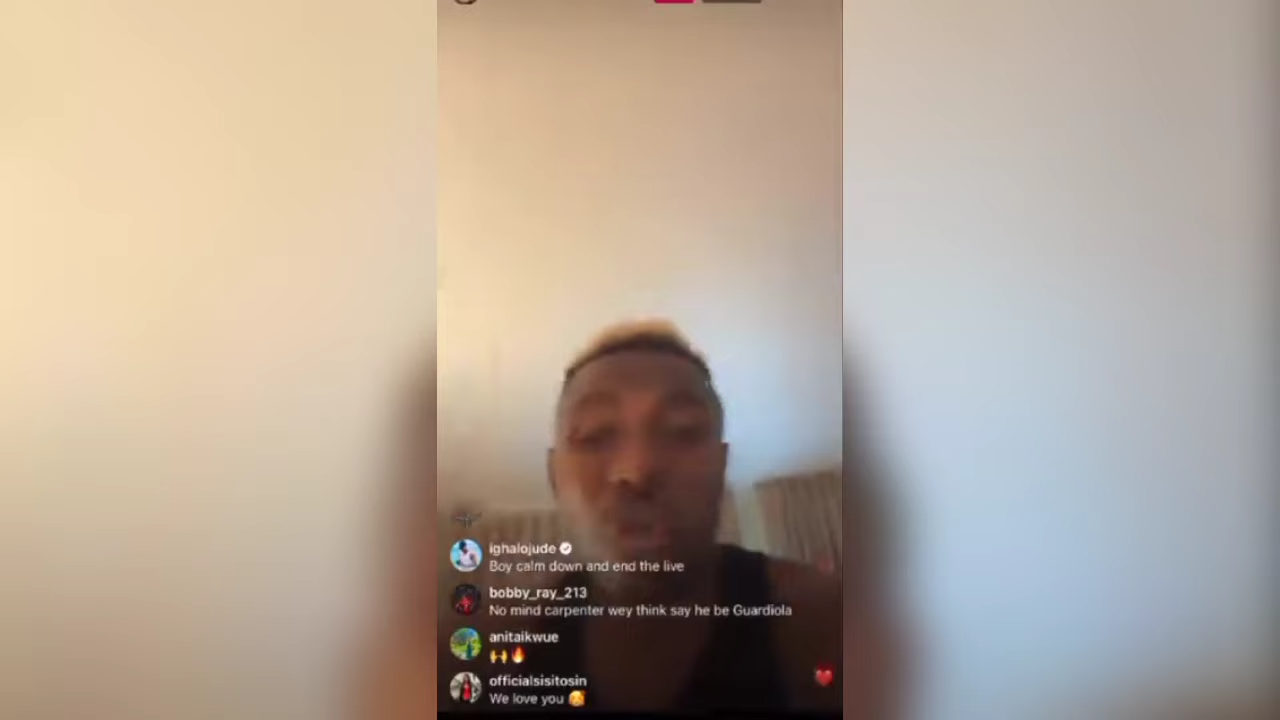 ighalojude
Boy calm down and end the live
bobby_ray_213
No mind carpenter wey think say he be Guardiola
anitaikwue
🙌🔥
officialsisitosin
We love you 🥰